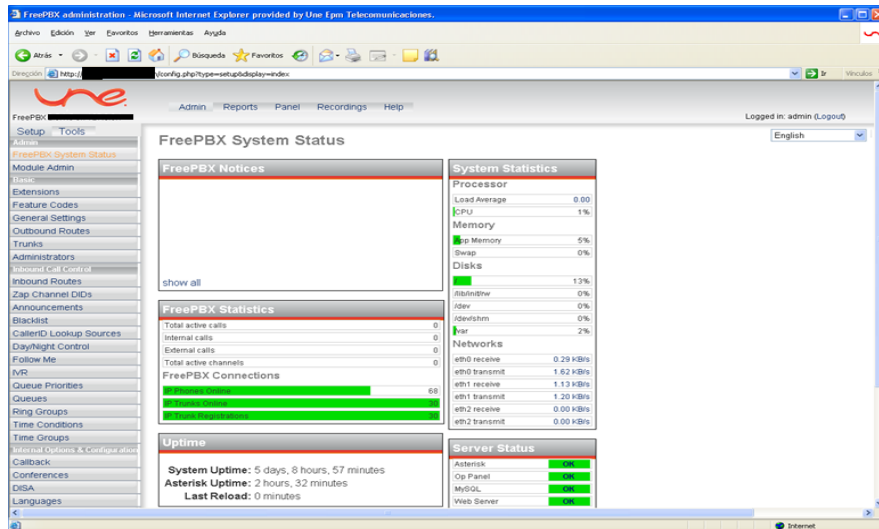 FreePBX administration - Microsoft Internet Explorer provided by Une Epm Telecomunicaciones.
Archivo Edición Ver Favoritos Herramientas Ayuda
Atrás Búsqueda Favoritos
Dirección http:// /config.php?type=setup&display=index Ir Vínculos
une.
Admin Reports Panel Recordings Help
FreePBX
Logged in: admin (Logout)
Setup Tools
English
Admin
FreePBX System Status
Module Admin
Basic
Extensions
Feature Codes
General Settings
Outbound Routes
Trunks
Administrators
Inbound Call Control
Inbound Routes
Zap Channel DIDs
Announcements
Blacklist
CallerID Lookup Sources
Day/Night Control
Follow Me
IVR
Queue Priorities
Queues
Ring Groups
Time Conditions
Time Groups
Internal Options & Configuration
Callback
Conferences
DISA
Languages
FreePBX System Status
FreePBX Notices
show all
FreePBX Statistics
Total active calls 0
Internal calls 0
External calls 0
Total active channels 0
FreePBX Connections
IP Phones Online 68
IP Trunks Online 30
IP Trunk Registrations 30
Uptime
System Uptime: 5 days, 8 hours, 57 minutes
Asterisk Uptime: 2 hours, 32 minutes
Last Reload: 0 minutes
System Statistics
Processor
Load Average 0.00
CPU 1%
Memory
App Memory 5%
Swap 0%
Disks
/ 13%
/lib/init/rw 0%
/dev 0%
/dev/shm 0%
/var 2%
Networks
eth0 receive 0.29 KB/s
eth0 transmit 1.62 KB/s
eth1 receive 1.13 KB/s
eth1 transmit 1.20 KB/s
eth2 receive 0.00 KB/s
eth2 transmit 0.00 KB/s
Server Status
Asterisk OK
Op Panel OK
MySQL OK
Web Server OK
Internet